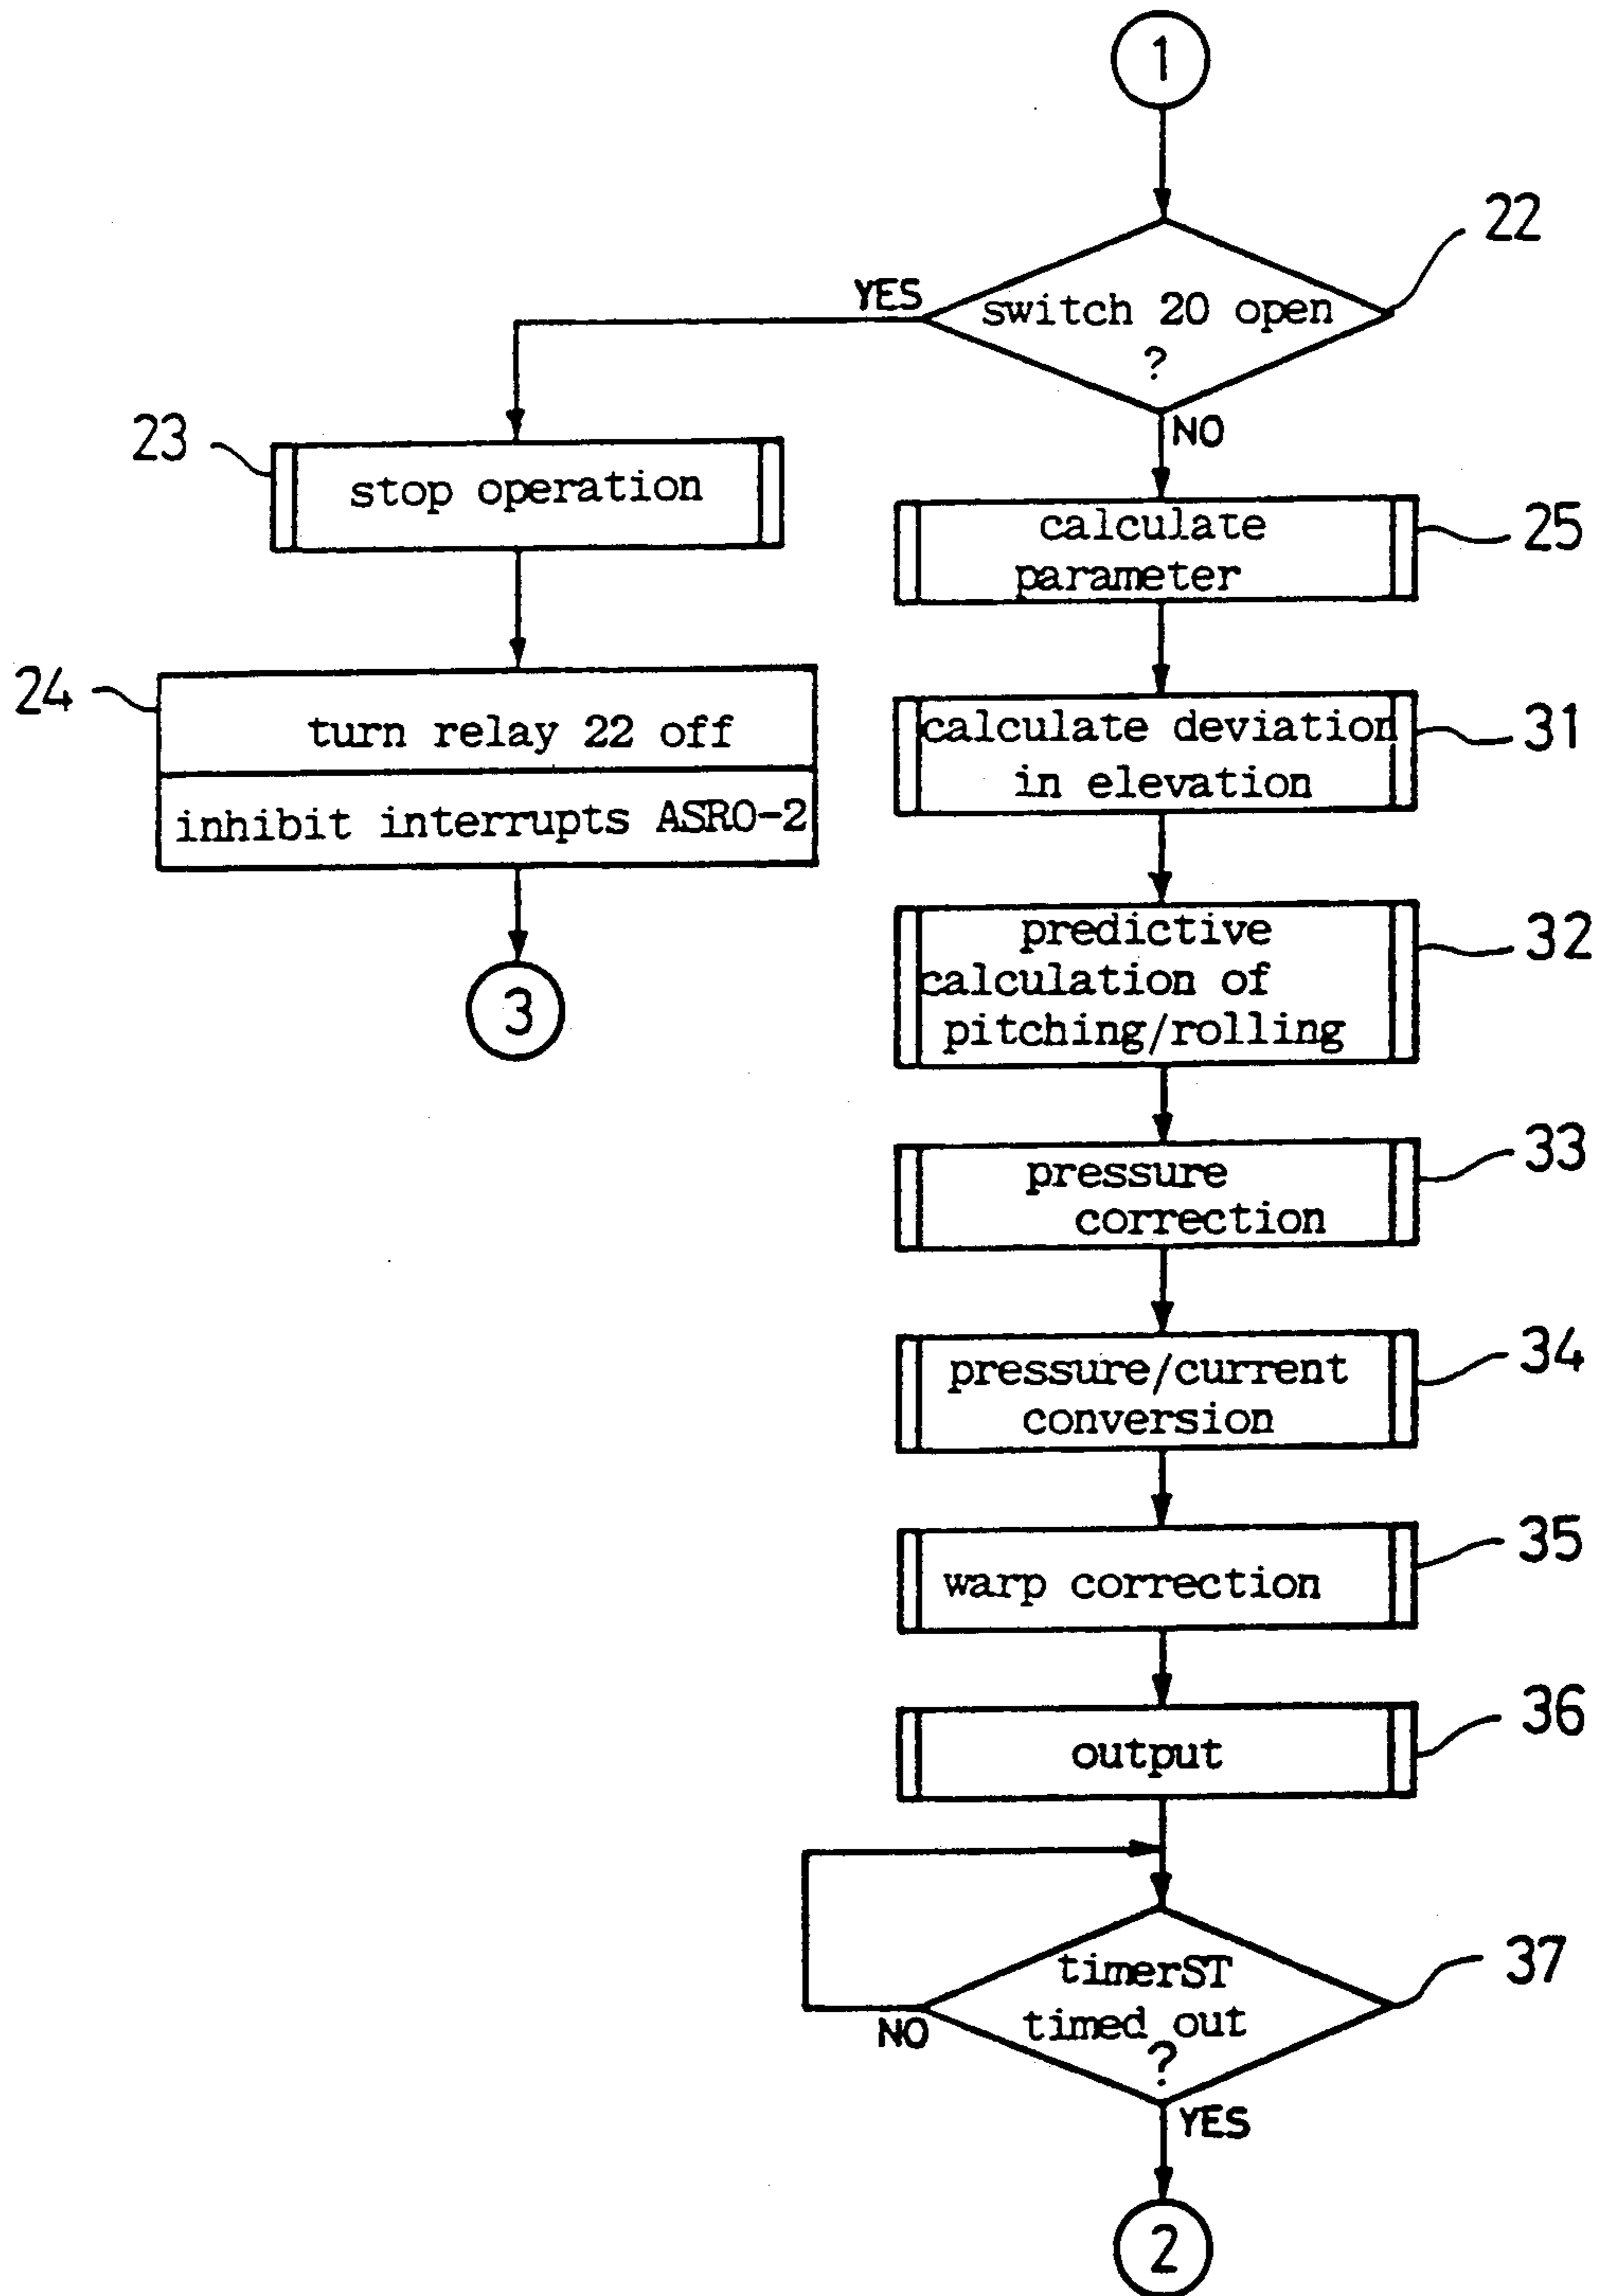 1
22
switch 20 open
?
YES
NO
23
stop operation
24
turn relay 22 off
inhibit interrupts ASR0-2
3
calculate
parameter
25
calculate deviation
in elevation
31
predictive
calculation of
pitching/rolling
32
pressure
correction
33
pressure/current
conversion
34
warp correction
35
output
36
timerST
timed out
?
37
NO
YES
2